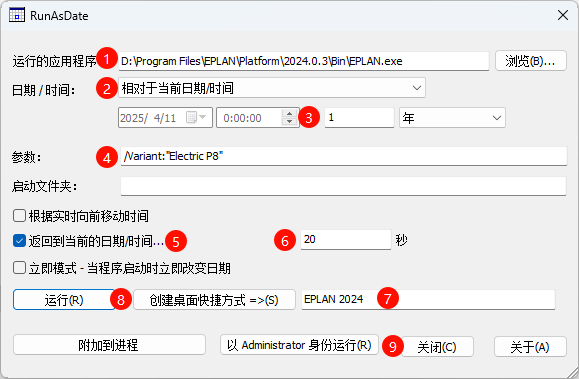 RunAsDate
运行的应用程序 1 D:\Program Files\EPLAN\Platform\2024.0.3\Bin\EPLAN.exe 浏览(B)...
日期 / 时间： 2 相对于当前日期/时间
2025/ 4/11 0:00:00 3 1 年
参数： 4 /Variant:"Electric P8"
启动文件夹：
根据实时向前移动时间
返回到当前的日期/时间... 5 6 20 秒
立即模式 - 当程序启动时立即改变日期
运行(R) 8 创建桌面快捷方式 =>(S) EPLAN 2024 7
附加到进程 以 Administrator 身份运行(R) 9 关闭(C) 关于(A)